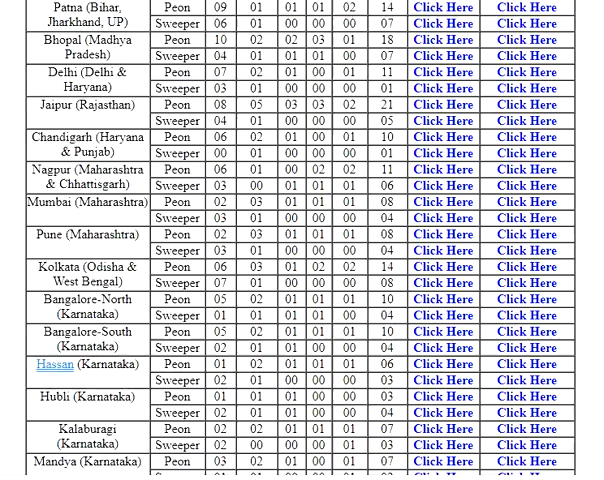 Patna (Bihar, Jharkhand, UP) Peon 09 01 01 01 02 14 Click Here Click Here
Sweeper 06 01 00 00 00 07 Click Here Click Here
Bhopal (Madhya Pradesh) Peon 10 02 02 03 01 18 Click Here Click Here
Sweeper 04 01 01 01 00 07 Click Here Click Here
Delhi (Delhi & Haryana) Peon 07 02 01 00 01 11 Click Here Click Here
Sweeper 03 01 00 00 00 01 Click Here Click Here
Jaipur (Rajasthan) Peon 08 05 03 03 02 21 Click Here Click Here
Sweeper 04 01 00 00 00 05 Click Here Click Here
Chandigarh (Haryana & Punjab) Peon 06 02 01 00 01 10 Click Here Click Here
Sweeper 00 01 00 00 00 01 Click Here Click Here
Nagpur (Maharashtra & Chhattisgarh) Peon 06 01 00 02 02 11 Click Here Click Here
Sweeper 03 00 01 01 01 06 Click Here Click Here
Mumbai (Maharashtra) Peon 02 03 01 01 01 08 Click Here Click Here
Sweeper 03 01 00 00 00 04 Click Here Click Here
Pune (Maharashtra) Peon 02 03 01 01 01 08 Click Here Click Here
Sweeper 03 01 00 00 00 04 Click Here Click Here
Kolkata (Odisha & West Bengal) Peon 06 03 01 02 02 14 Click Here Click Here
Sweeper 07 01 00 00 00 08 Click Here Click Here
Bangalore-North (Karnataka) Peon 05 02 01 01 01 10 Click Here Click Here
Sweeper 01 01 01 01 00 04 Click Here Click Here
Bangalore-South (Karnataka) Peon 05 02 01 01 01 10 Click Here Click Here
Sweeper 02 01 01 00 00 04 Click Here Click Here
Hassan (Karnataka) Peon 01 02 01 01 01 06 Click Here Click Here
Sweeper 02 01 00 00 00 03 Click Here Click Here
Hubli (Karnataka) Peon 01 01 01 00 00 03 Click Here Click Here
Sweeper 02 01 01 00 00 04 Click Here Click Here
Kalaburagi (Karnataka) Peon 02 02 01 01 01 07 Click Here Click Here
Sweeper 02 00 00 00 01 03 Click Here Click Here
Mandya (Karnataka) Peon 03 02 01 00 01 07 Click Here Click Here